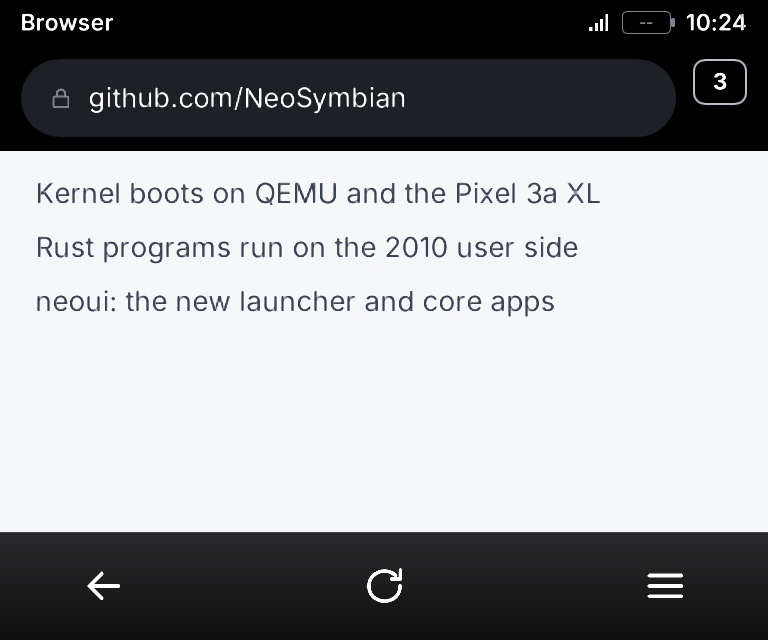 Browser
-- 10:24
github.com/NeoSymbian
3
Kernel boots on QEMU and the Pixel 3a XL
Rust programs run on the 2010 user side
neoui: the new launcher and core apps